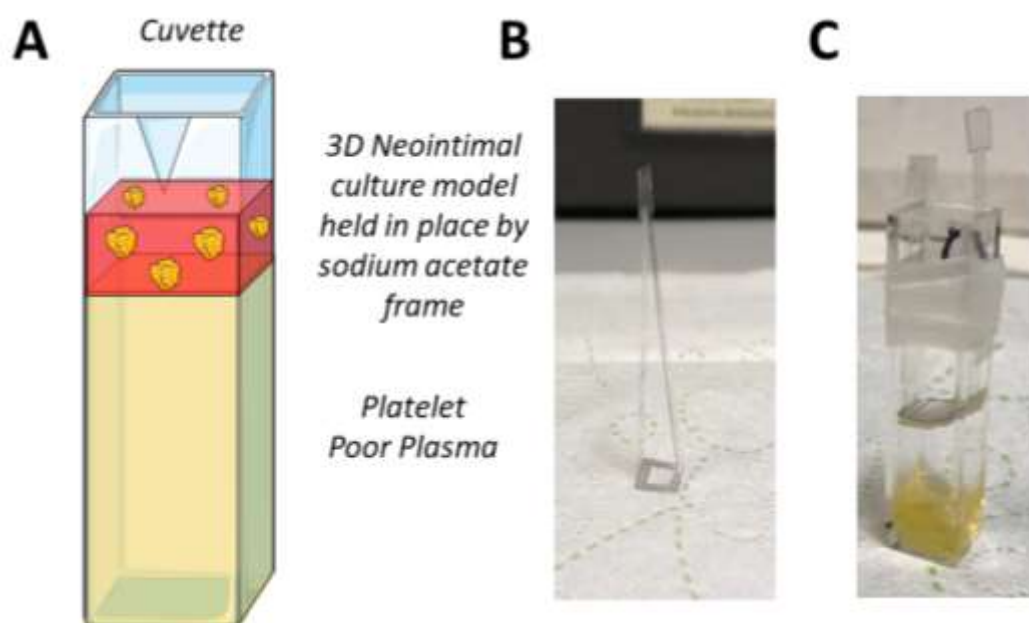 A
Cuvette
B
C
3D Neointimal
culture model
held in place by
sodium acetate
frame
Platelet
Poor Plasma